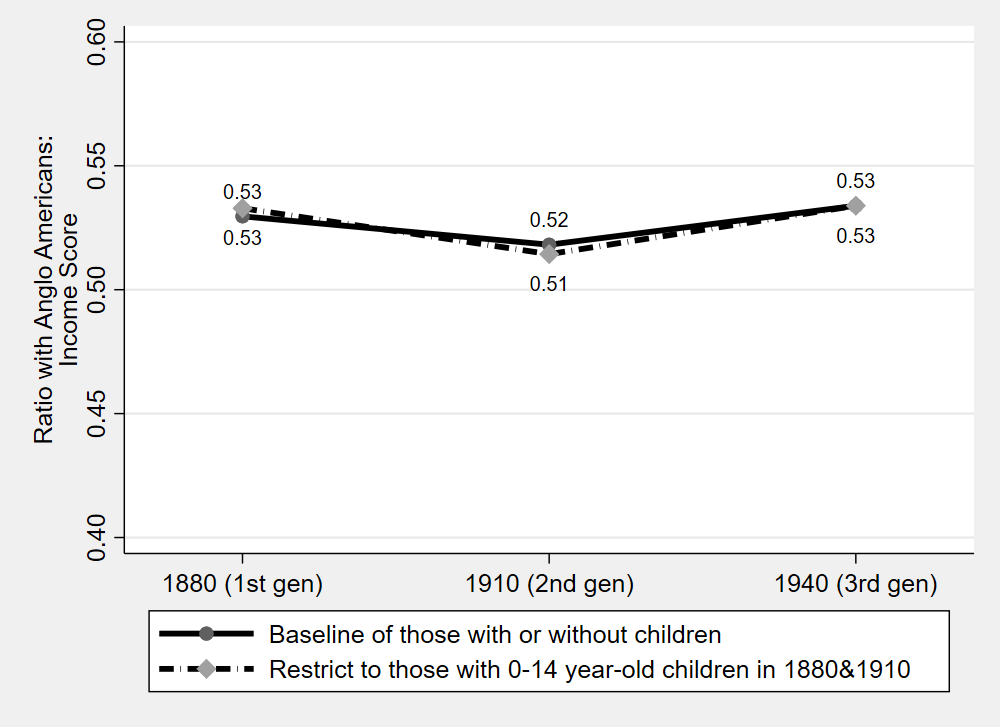 Ratio with Anglo Americans:
Income Score
0.60
0.55
0.50
0.45
0.40
0.53
0.53
0.52
0.51
0.53
0.53
1880 (1st gen)
1910 (2nd gen)
1940 (3rd gen)
Baseline of those with or without children
Restrict to those with 0-14 year-old children in 1880&1910